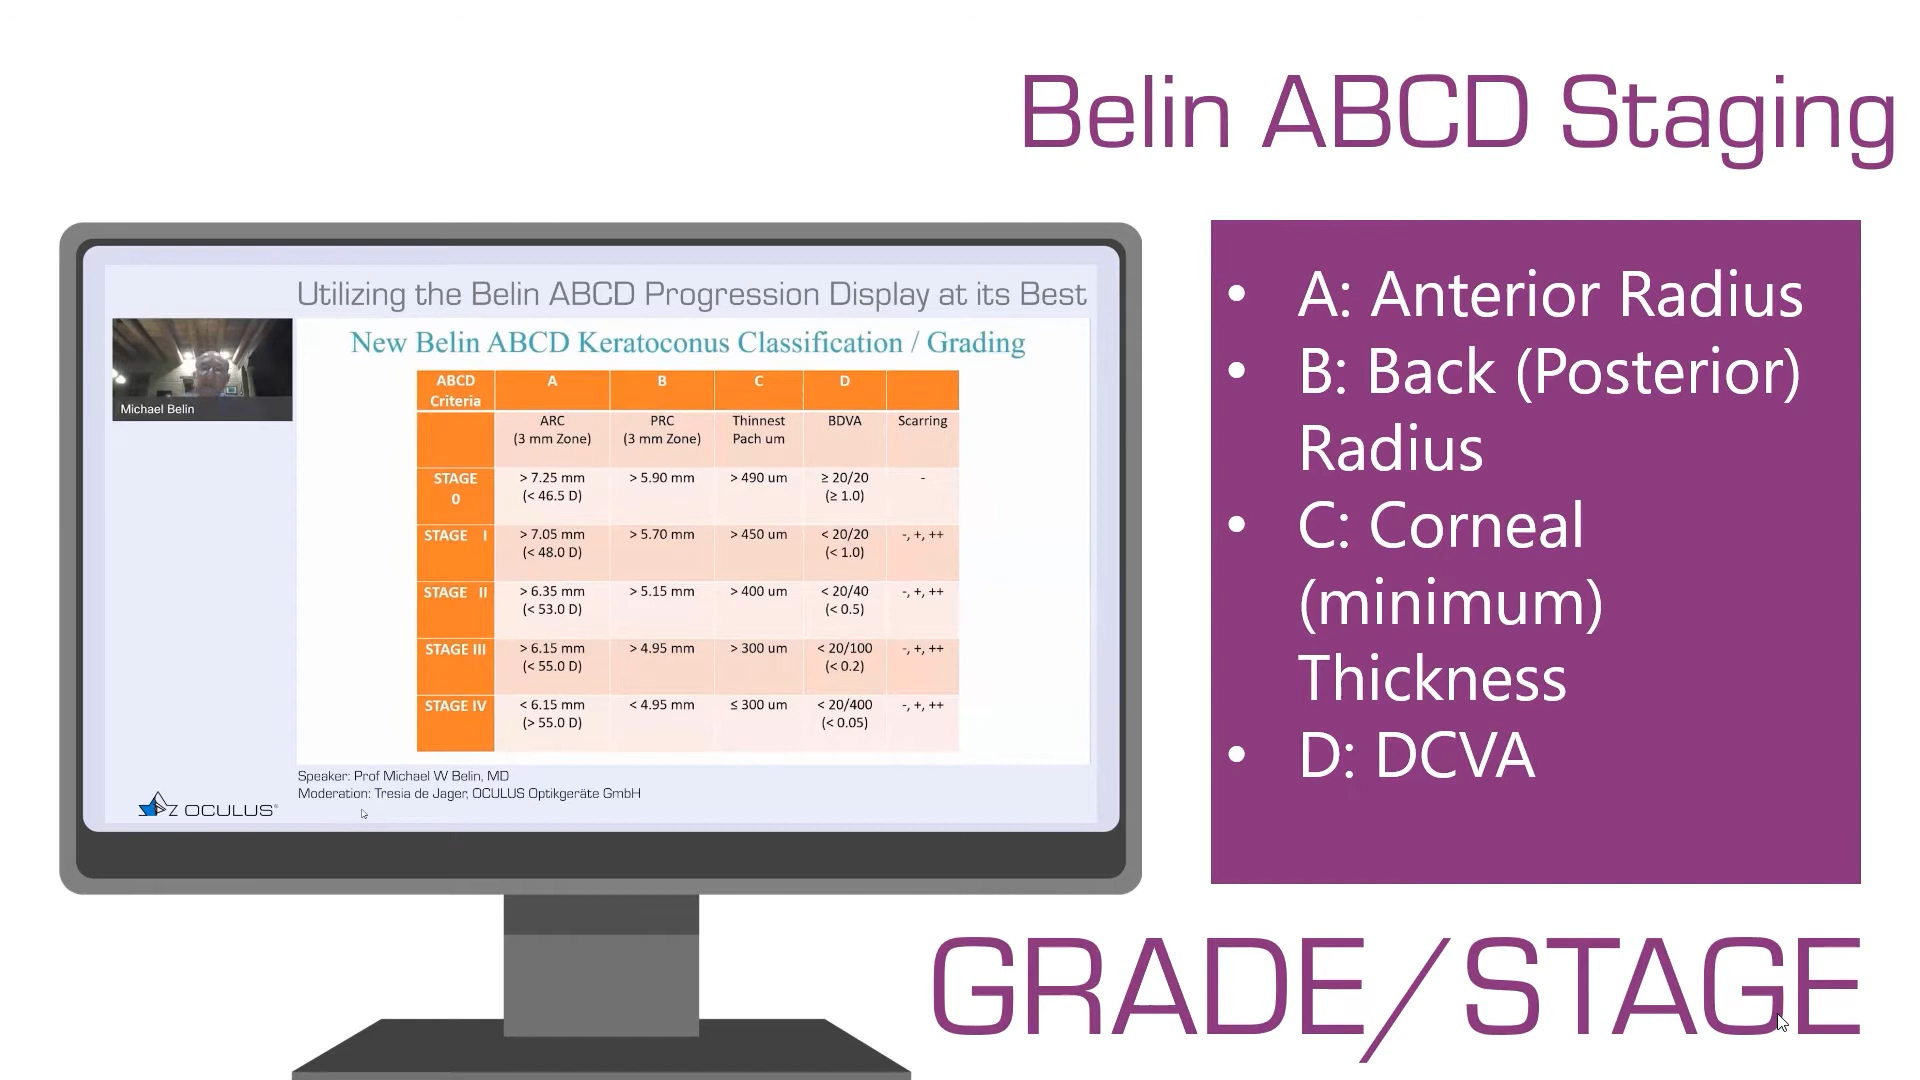 Belin ABCD Staging
Utilizing the Belin ABCD Progression Display at its Best
Michael Belin
New Belin ABCD Keratoconus Classification / Grading
ABCD Criteria A B C D
ARC (3 mm Zone) PRC (3 mm Zone) Thinnest Pach um BDVA Scarring
STAGE 0 > 7.25 mm (< 46.5 D) > 5.90 mm > 490 um ≥ 20/20 (≥ 1.0) -
STAGE I > 7.05 mm (< 48.0 D) > 5.70 mm > 450 um < 20/20 (< 1.0) -, +, ++
STAGE II > 6.35 mm (< 53.0 D) > 5.15 mm > 400 um < 20/40 (< 0.5) -, +, ++
STAGE III > 6.15 mm (< 55.0 D) > 4.95 mm > 300 um < 20/100 (< 0.2) -, +, ++
STAGE IV < 6.15 mm (> 55.0 D) < 4.95 mm ≤ 300 um < 20/400 (< 0.05) -, +, ++
Speaker: Prof Michael W Belin, MD
Moderation: Tresia de Jager, OCULUS Optikgeräte GmbH
OCULUS®
• A: Anterior Radius
• B: Back (Posterior)
Radius
• C: Corneal
(minimum)
Thickness
• D: DCVA
GRADE/STAGE